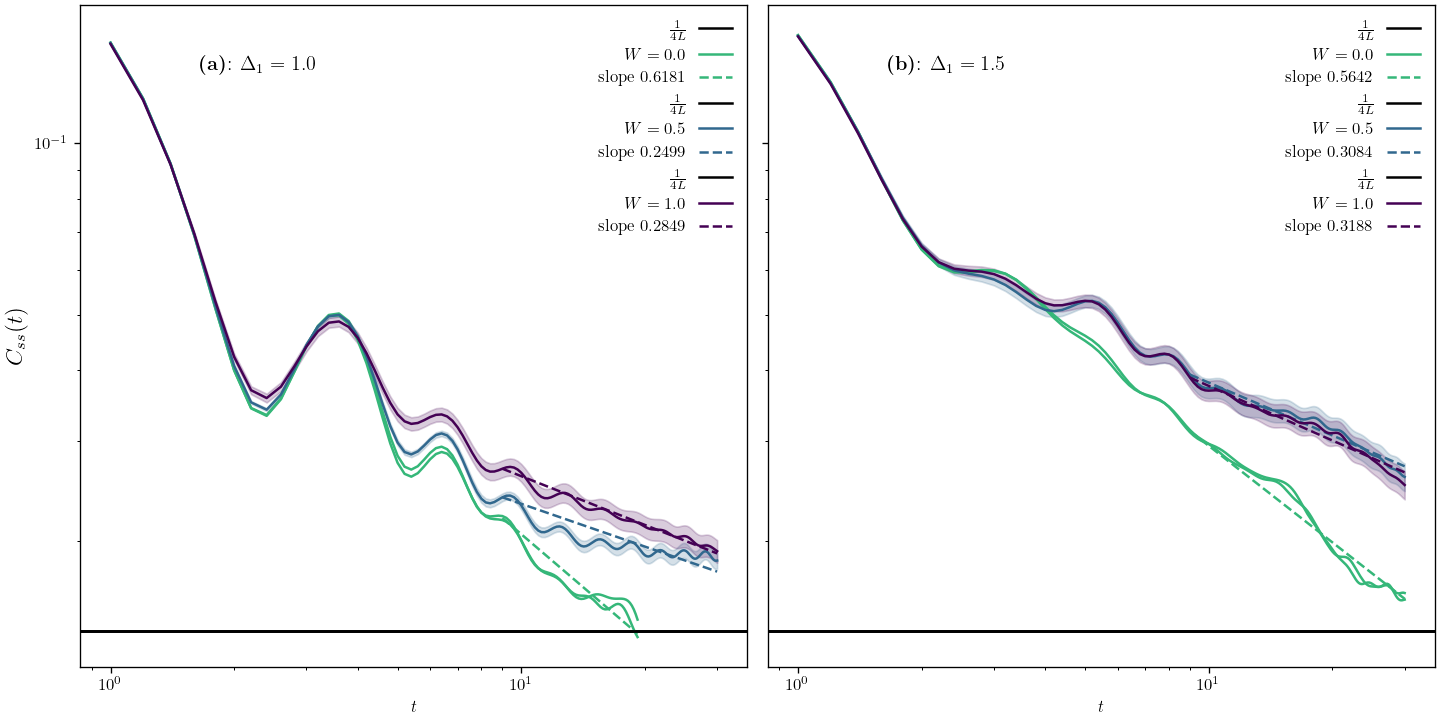 (a): Δ₁ = 1.0
1/4L
W = 0.0
slope 0.6181
1/4L
W = 0.5
slope 0.2499
1/4L
W = 1.0
slope 0.2849
10⁻¹
C_ss(t)
10⁰
10¹
t
(b): Δ₁ = 1.5
1/4L
W = 0.0
slope 0.5642
1/4L
W = 0.5
slope 0.3084
1/4L
W = 1.0
slope 0.3188
10⁰
10¹
t